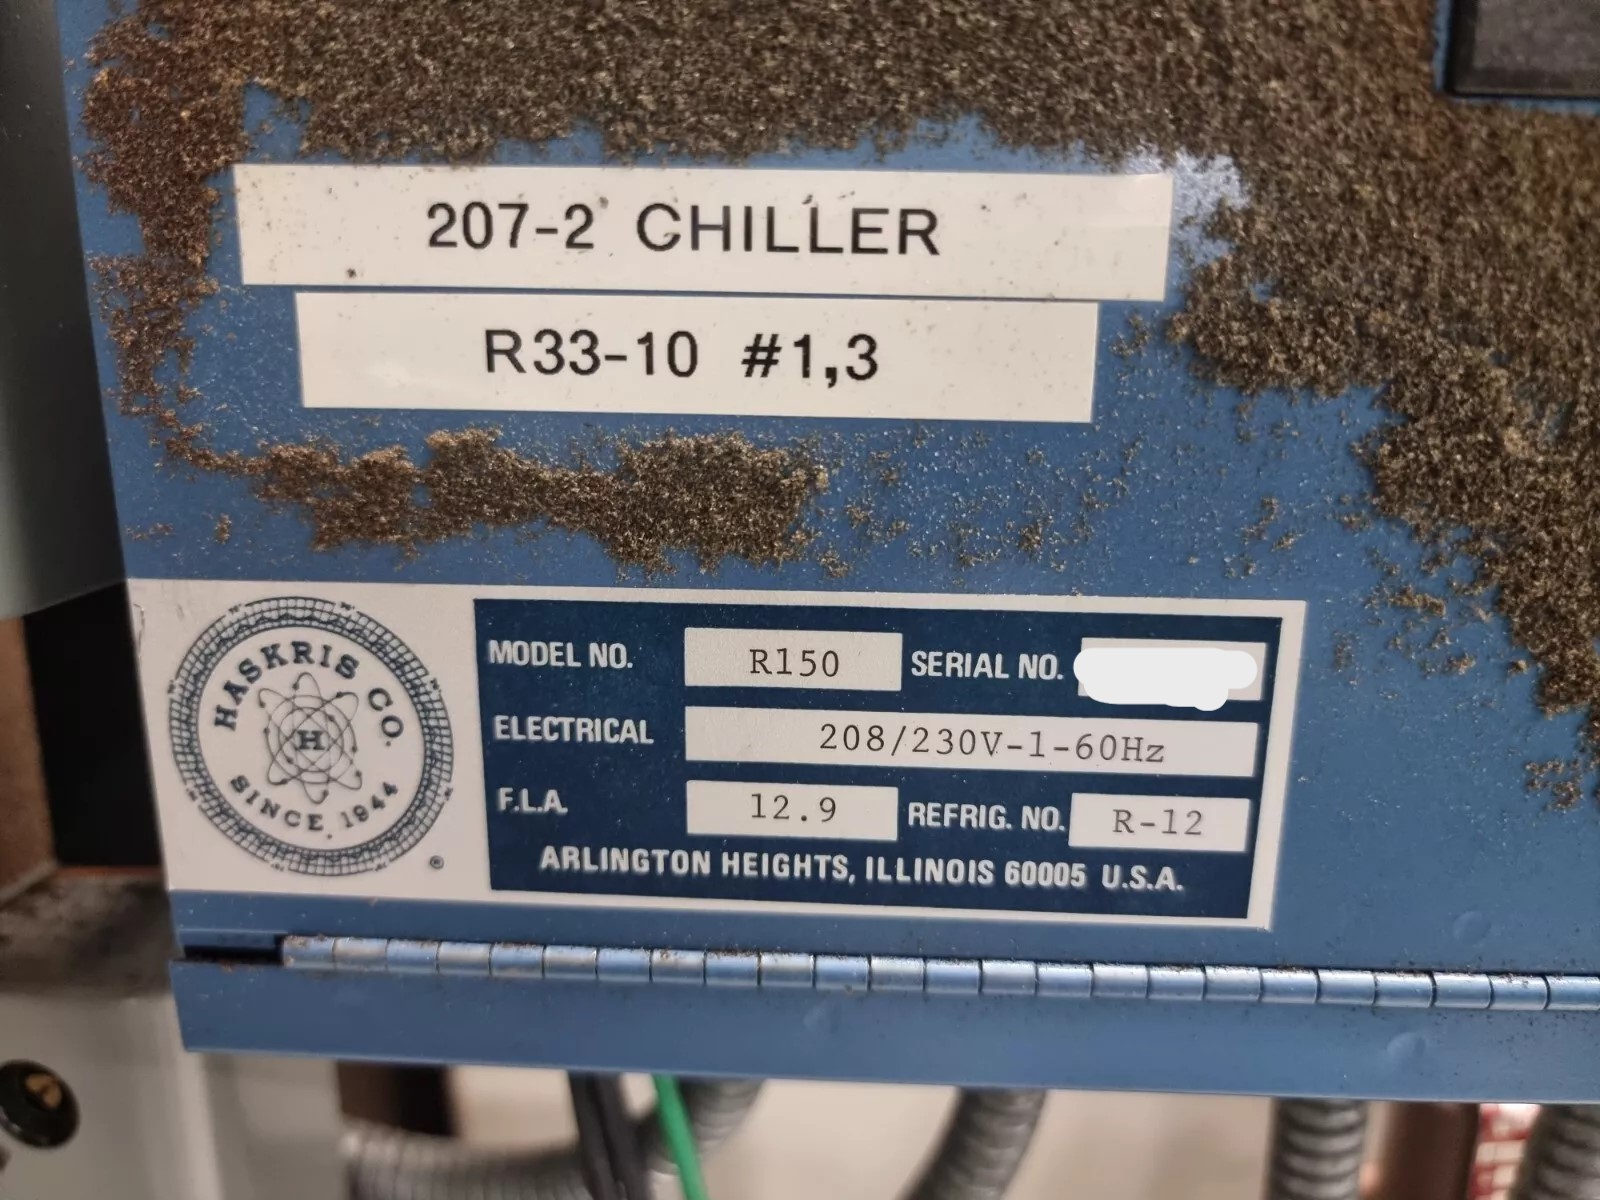 207-2 CHILLER
R33-10 #1,3
HASKRIS CO.
H
SINCE, 1944
®
MODEL NO. R150 SERIAL NO.
ELECTRICAL 208/230V-1-60Hz
F.L.A. 12.9 REFRIG. NO. R-12
ARLINGTON HEIGHTS, ILLINOIS 60005 U.S.A.